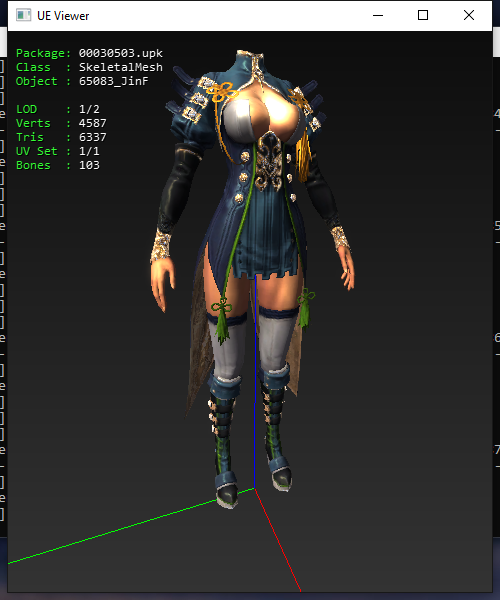 UE Viewer
Package: 00030503.upk
Class  : SkeletalMesh
Object : 65083_JinF
LOD    : 1/2
Verts  : 4587
Tris   : 6337
UV Set : 1/1
Bones  : 103